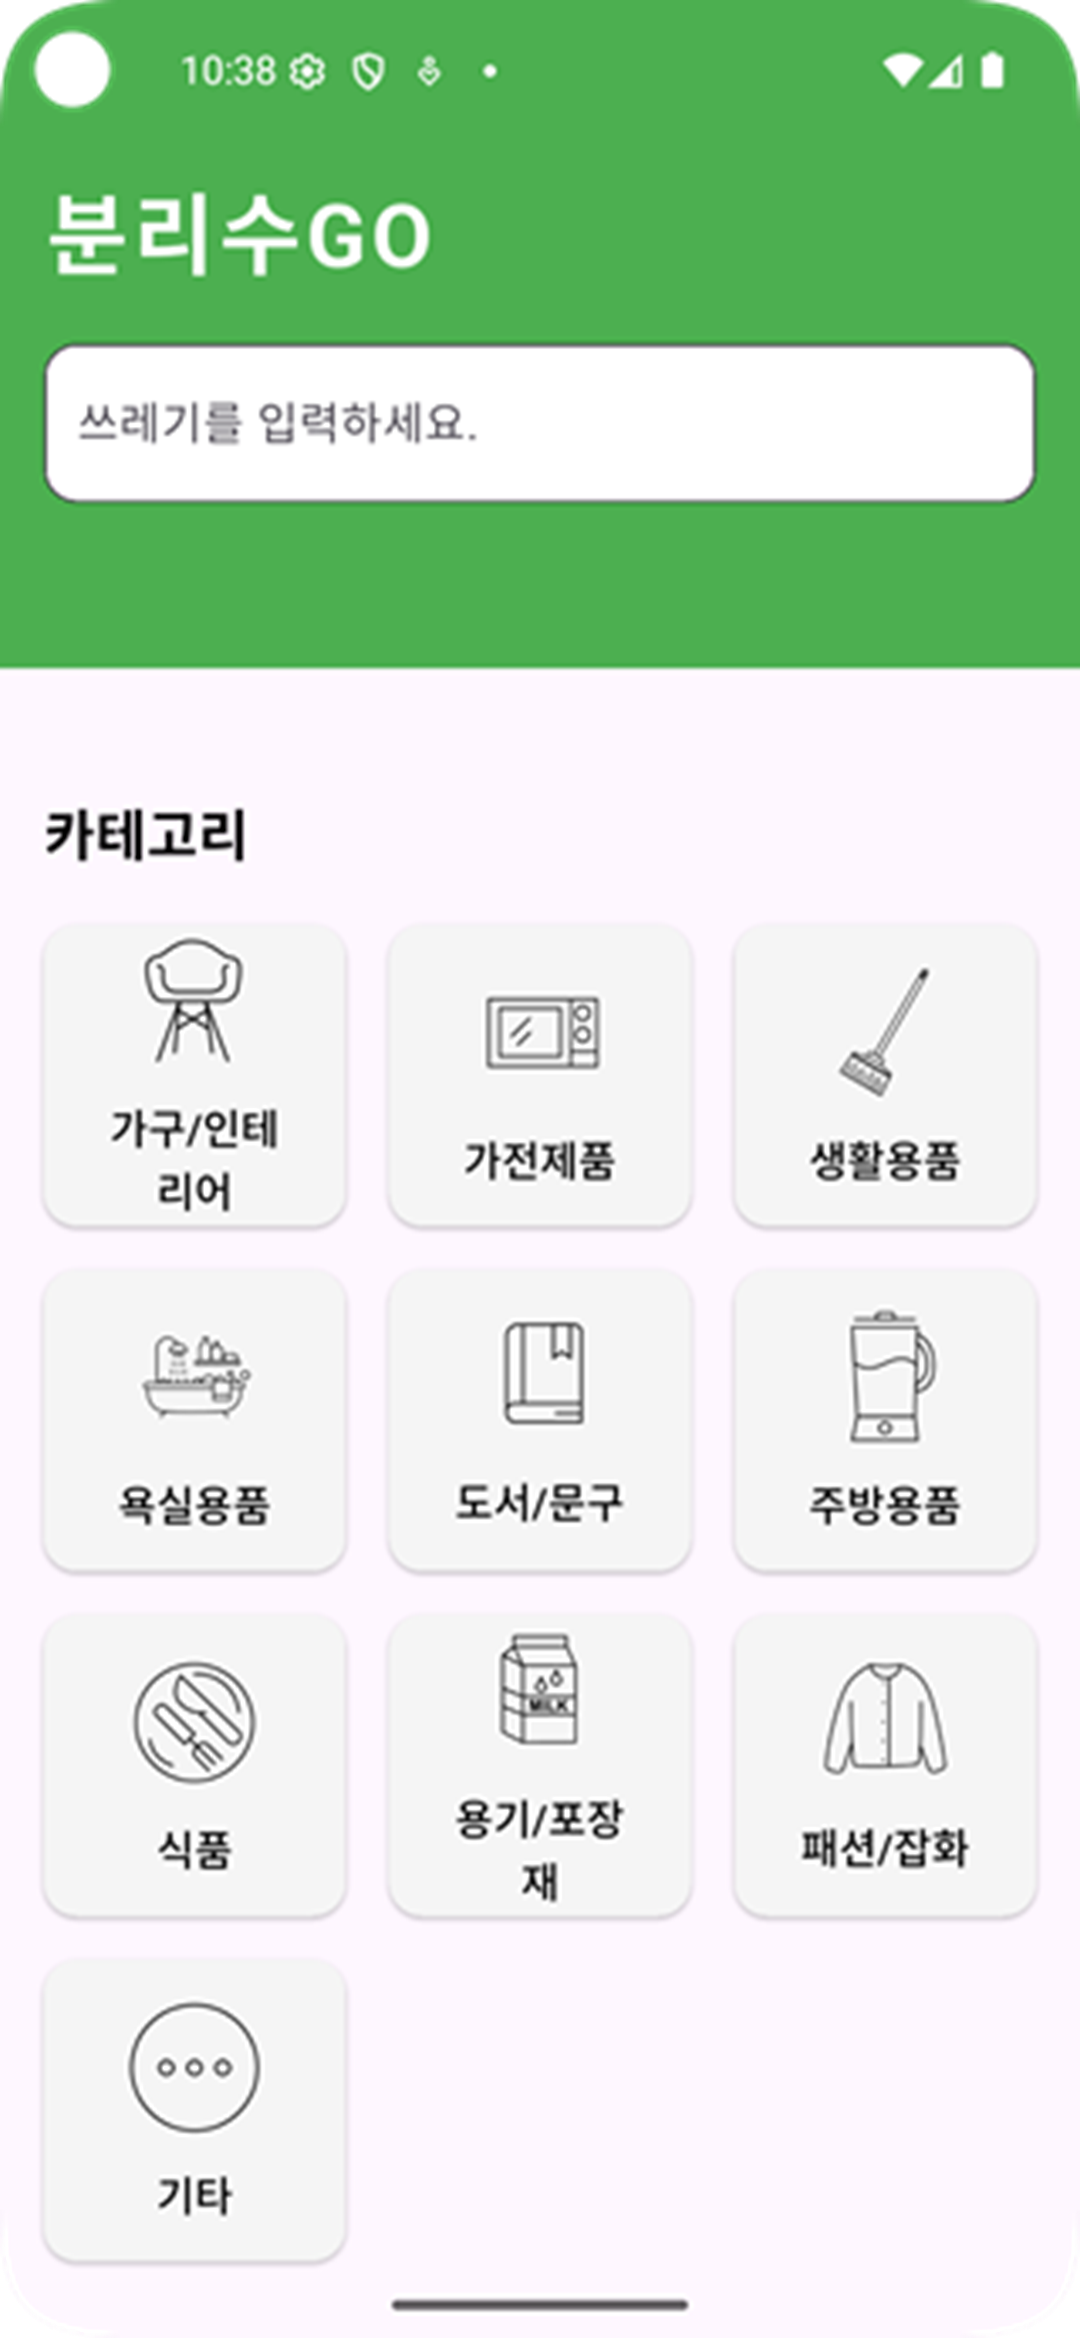 10:38
분리수GO
쓰레기를 입력하세요.
카테고리
가구/인테
리어
가전제품
생활용품
욕실용품
도서/문구
주방용품
MILK
식품
용기/포장
재
패션/잡화
기타